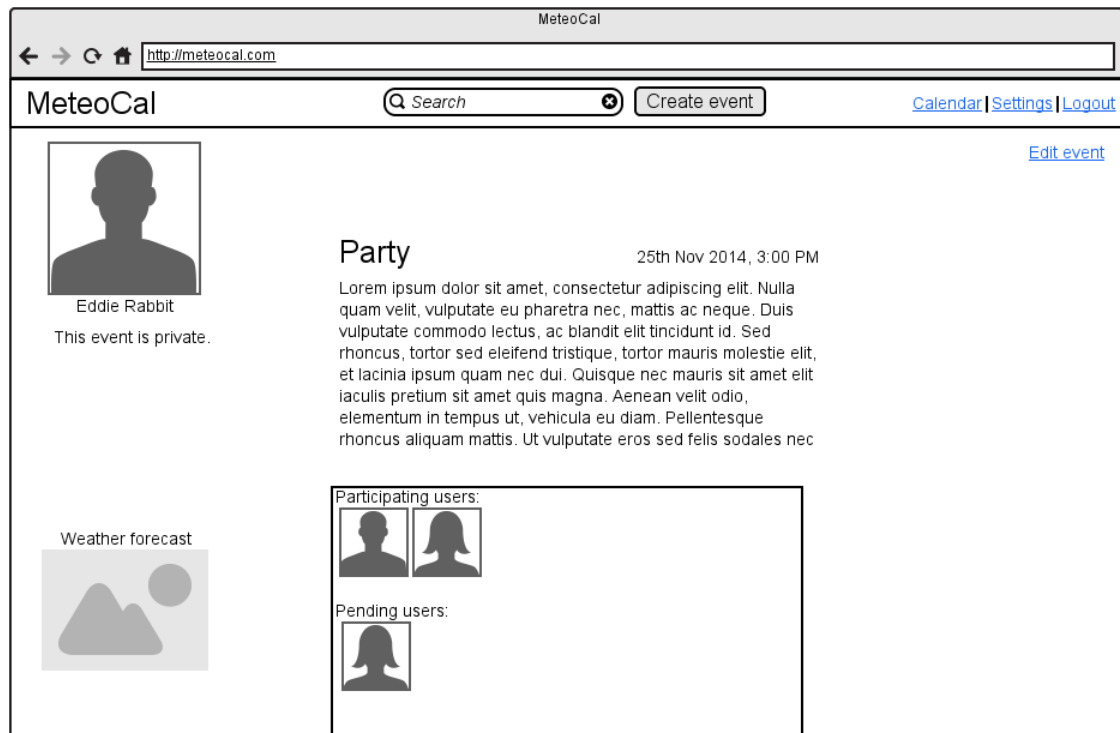 MeteoCal
http://meteocal.com
MeteoCal
Search
Create event
Calendar|Settings|Logout
Edit event
Eddie Rabbit
This event is private.
Party
25th Nov 2014, 3:00 PM
Lorem ipsum dolor sit amet, consectetur adipiscing elit. Nulla
quam velit, vulputate eu pharetra nec, mattis ac neque. Duis
vulputate commodo lectus, ac blandit elit tincidunt id. Sed
rhoncus, tortor sed eleifend tristique, tortor mauris molestie elit,
et lacinia ipsum quam nec dui. Quisque nec mauris sit amet elit
iaculis pretium sit amet quis magna. Aenean velit odio,
elementum in tempus ut, vehicula eu diam. Pellentesque
rhoncus aliquam mattis. Ut vulputate eros sed felis sodales nec
Weather forecast
Participating users:
Pending users: